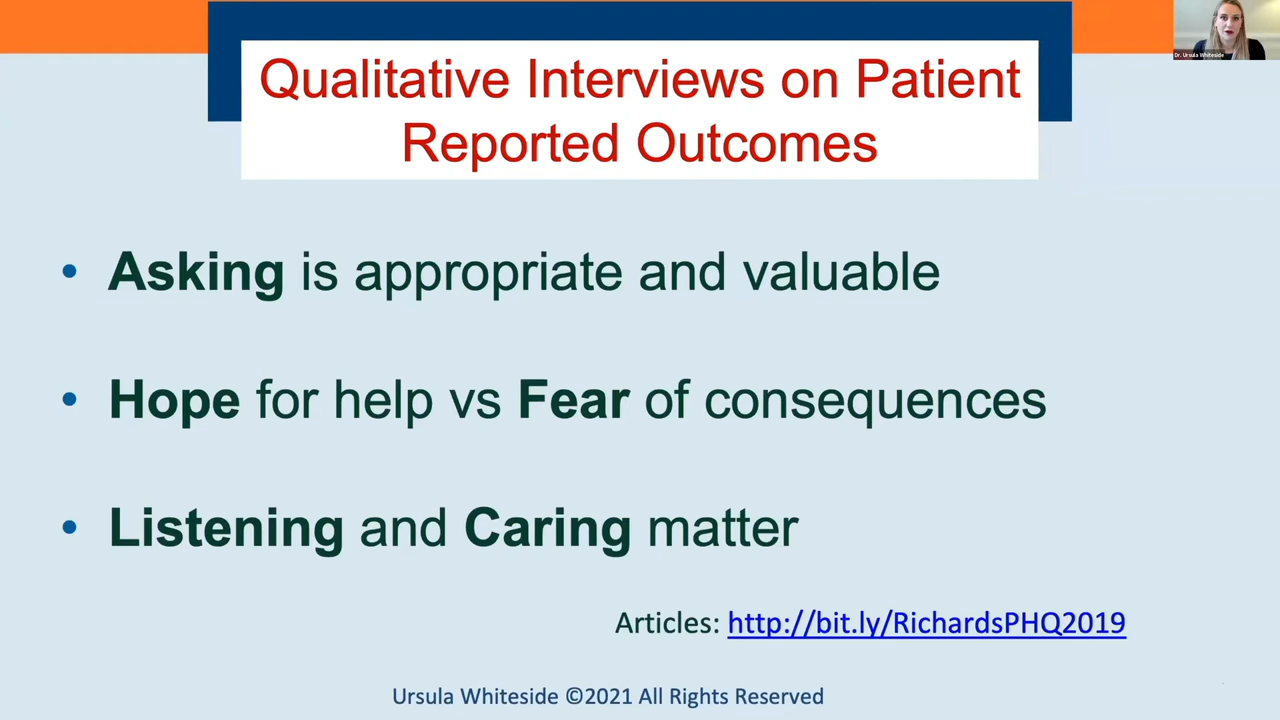 Dr. Ursula Whiteside
Qualitative Interviews on Patient
Reported Outcomes
• Asking is appropriate and valuable
• Hope for help vs Fear of consequences
• Listening and Caring matter
Articles: http://bit.ly/RichardsPHQ2019
Ursula Whiteside ©2021 All Rights Reserved